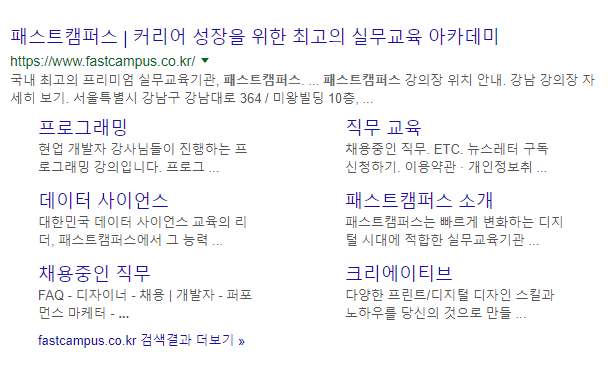 패스트캠퍼스 | 커리어 성장을 위한 최고의 실무교육 아카데미
https://www.fastcampus.co.kr/
국내 최고의 프리미엄 실무교육기관, 패스트캠퍼스. ... 패스트캠퍼스 강의장 위치 안내. 강남 강의장 자
세히 보기. 서울특별시 강남구 강남대로 364 / 미왕빌딩 10층, ...
프로그래밍
현업 개발자 강사님들이 진행하는 프
로그래밍 강의입니다. 프로그 ...
직무 교육
채용중인 직무. ETC. 뉴스레터 구독
신청하기. 이용약관 · 개인정보취 ...
데이터 사이언스
대한민국 데이터 사이언스 교육의 리
더, 패스트캠퍼스에서 그 능력 ...
패스트캠퍼스 소개
패스트캠퍼스는 빠르게 변화하는 디지
털 시대에 적합한 실무교육기관 ...
채용중인 직무
FAQ - 디자이너 - 채용 | 개발자 - 퍼포
먼스 마케터 - ...
크리에이티브
다양한 프린트/디지털 디자인 스킬과
노하우를 당신의 것으로 만들 ...
fastcampus.co.kr 검색결과 더보기 »